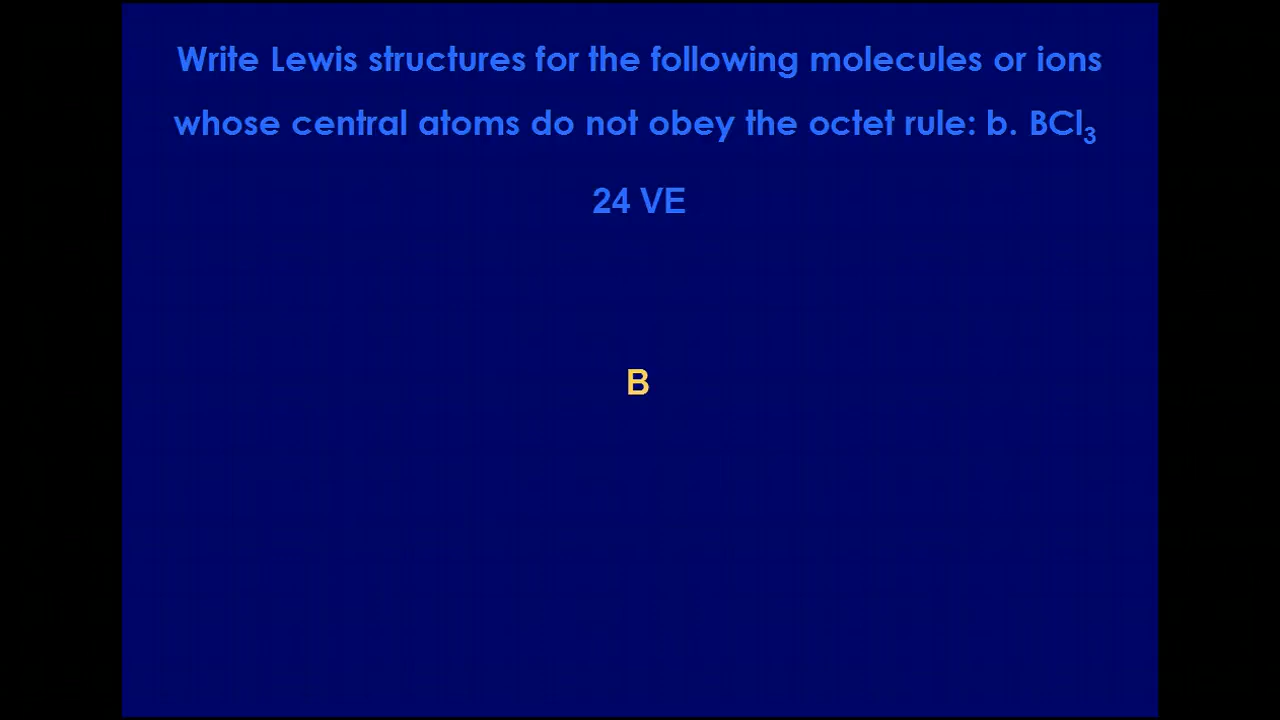 Write Lewis structures for the following molecules or ions
whose central atoms do not obey the octet rule: b. BCl₃
24 VE
B